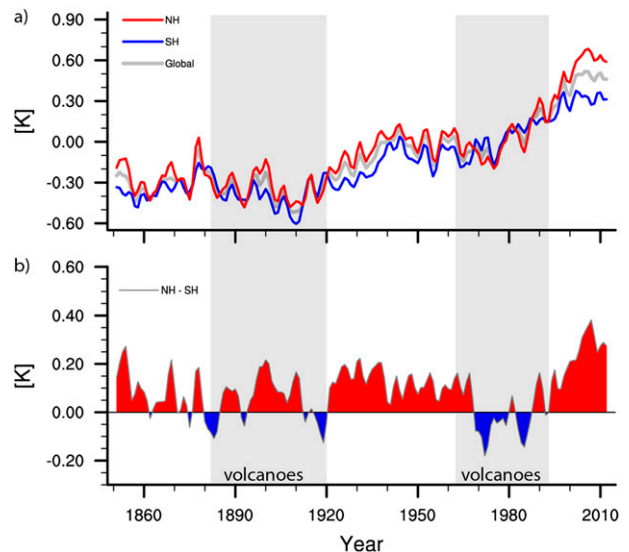 a)
0.90
NH
SH
0.60
Global
[K]
0.30
0.00
-0.30
-0.60
b)
0.60
NH - SH
0.40
[K]
0.20
0.00
-0.20
volcanoes
volcanoes
1860
1890
1920
1950
1980
2010
Year